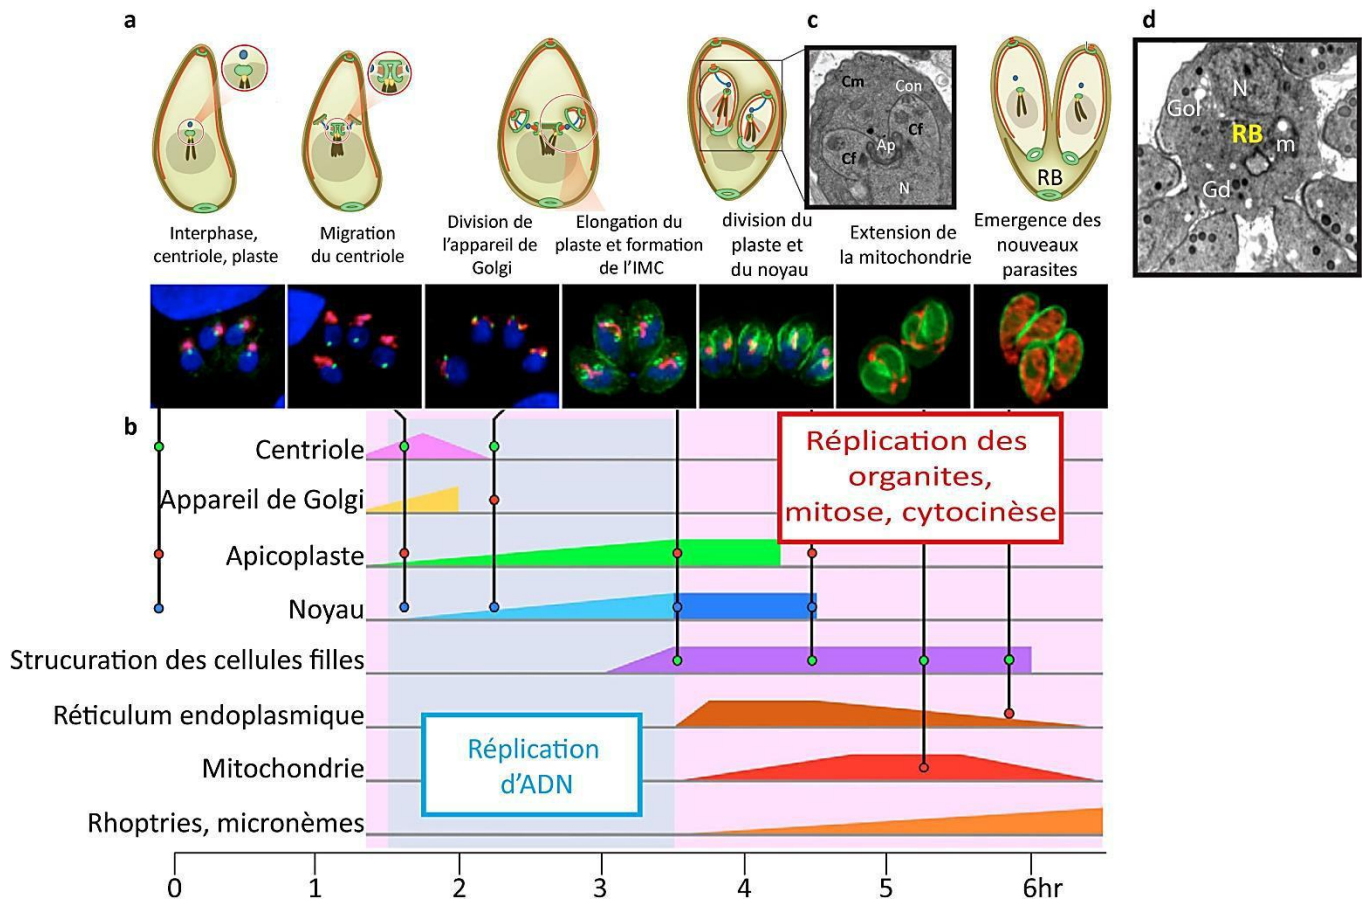 a
c
d
Cm
Con
Cf
Ap
Cf
N
RB
N
Gol
RB
m
Gd
Interphase,
centriole, plaste
Migration
du centriole
Division de
l'appareil de
Golgi
Elongation du
plaste et formation
de l'IMC
division du
plaste et
du noyau
Extension de
la mitochondrie
Emergence des
nouveaux
parasites
b
Centriole
Appareil de Golgi
Apicoplaste
Noyau
Strucuration des cellules filles
Réticulum endoplasmique
Mitochondrie
Rhoptries, micronèmes
Réplication des
organites,
mitose, cytocinèse
Réplication
d'ADN
0 1 2 3 4 5 6hr